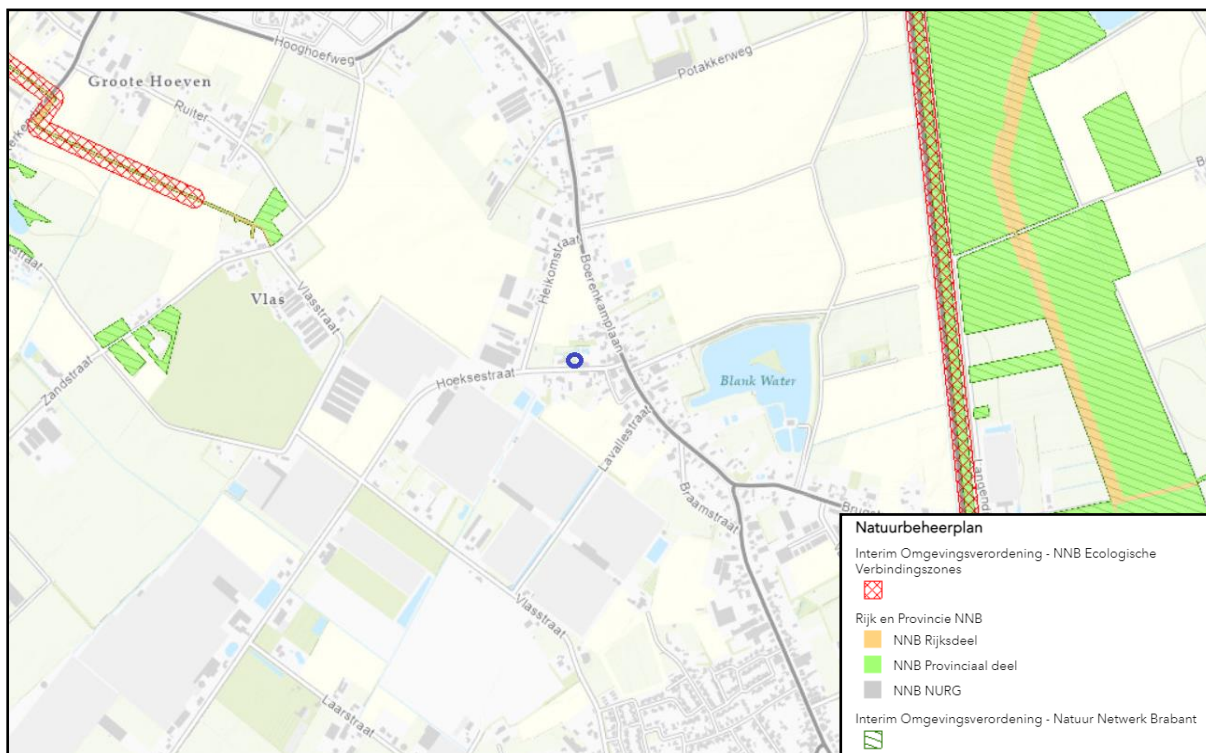 Hooghoefweg
Potakkerweg
Groote Hoeven
Ruiter
Heikomstraat
Boerenkamplaan
Vlas
Vlasstraat
Zandstraat
Hoeksestraat
Blank Water
Lavallestraat
Braamstraat
Langend
Vlasstraat
Laarstraat
Natuurbeheerplan
Interim Omgevingsverordening - NNB Ecologische
Verbindingszones
Rijk en Provincie NNB
NNB Rijksdeel
NNB Provinciaal deel
NNB NURG
Interim Omgevingsverordening - Natuur Netwerk Brabant